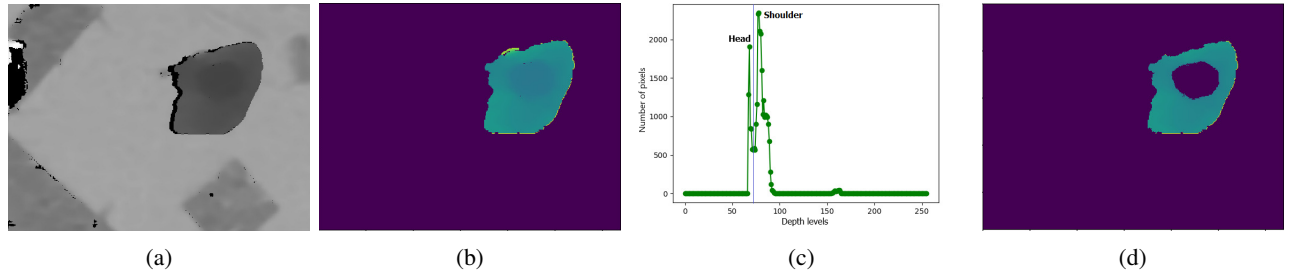 Shoulder
Head
Number of pixels
2000
1500
1000
500
0
0 50 100 150 200 250
Depth levels
(a) (b) (c) (d)